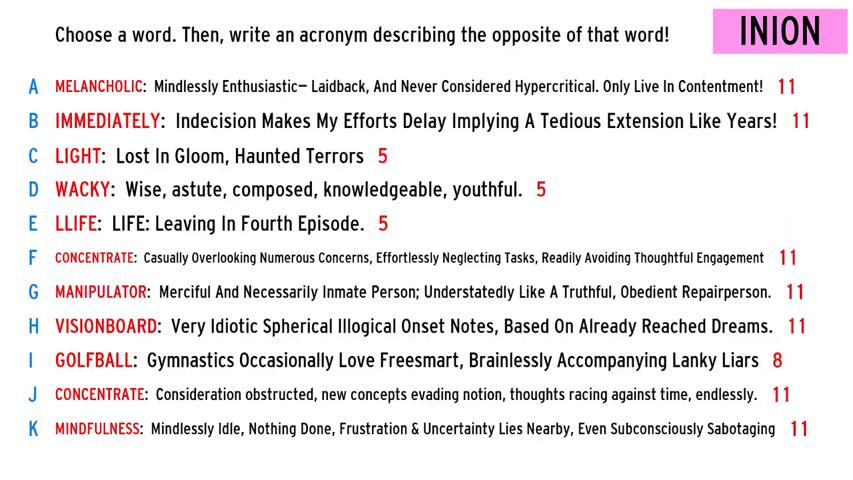 Choose a word. Then, write an acronym describing the opposite of that word!
INION
A MELANCHOLIC: Mindlessly Enthusiastic– Laidback, And Never Considered Hypercritical. Only Live In Contentment! 11
B IMMEDIATELY: Indecision Makes My Efforts Delay Implying A Tedious Extension Like Years! 11
C LIGHT: Lost In Gloom, Haunted Terrors 5
D WACKY: Wise, astute, composed, knowledgeable, youthful. 5
E LLIFE: LIFE: Leaving In Fourth Episode. 5
F CONCENTRATE: Casually Overlooking Numerous Concerns, Effortlessly Neglecting Tasks, Readily Avoiding Thoughtful Engagement 11
G MANIPULATOR: Merciful And Necessarily Inmate Person; Understatedly Like A Truthful, Obedient Repairperson. 11
H VISIONBOARD: Very Idiotic Spherical Illogical Onset Notes, Based On Already Reached Dreams. 11
I GOLFBALL: Gymnastics Occasionally Love Freesmart, Brainlessly Accompanying Lanky Liars 8
J CONCENTRATE: Consideration obstructed, new concepts evading notion, thoughts racing against time, endlessly. 11
K MINDFULNESS: Mindlessly Idle, Nothing Done, Frustration & Uncertainty Lies Nearby, Even Subconsciously Sabotaging 11